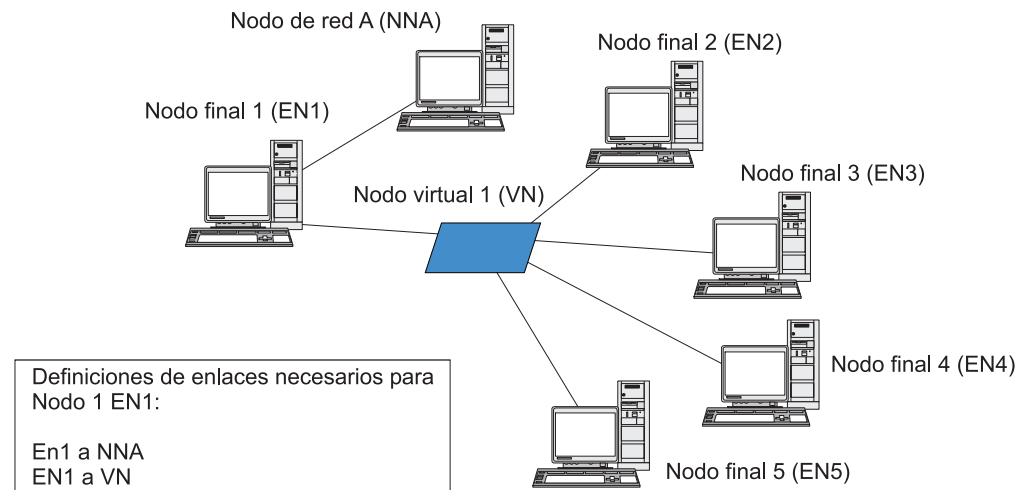 Nodo de red A (NNA)
Nodo final 2 (EN2)
Nodo final 1 (EN1)
Nodo final 3 (EN3)
Nodo virtual 1 (VN)
Nodo final 4 (EN4)
Definiciones de enlaces necesarios para
Nodo 1 EN1:
En1 a NNA
EN1 a VN
Nodo final 5 (EN5)